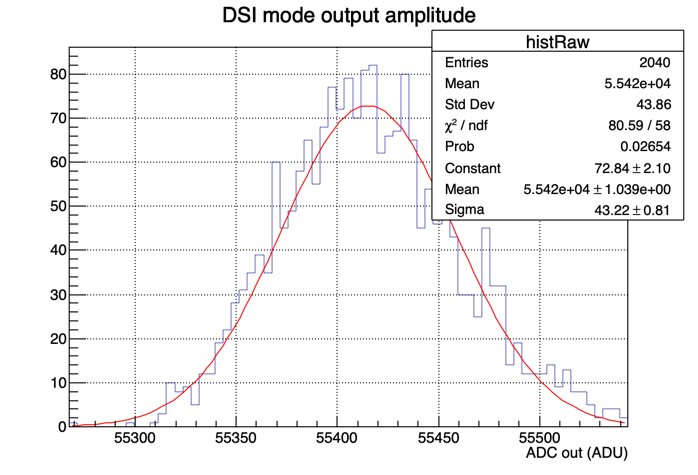 DSI mode output amplitude
histRaw
Entries 2040
Mean 5.542e+04
Std Dev 43.86
χ² / ndf 80.59 / 58
Prob 0.02654
Constant 72.84 ± 2.10
Mean 5.542e+04 ± 1.039e+00
Sigma 43.22 ± 0.81
80
70
60
50
40
30
20
10
0
55300 55350 55400 55450 55500
ADC out (ADU)